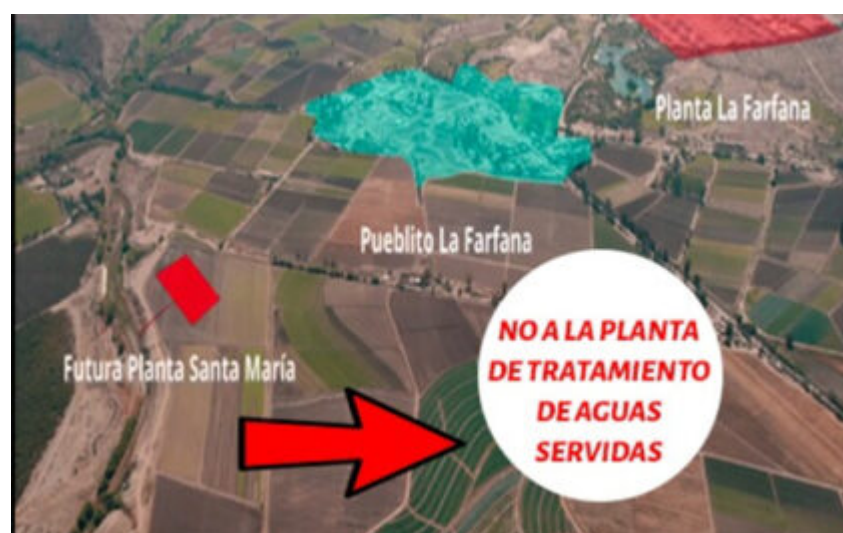 Planta La Farfana
Pueblito La Farfana
Futura Planta Santa María
NO A LA PLANTA
DE TRATAMIENTO
DE AGUAS
SERVIDAS